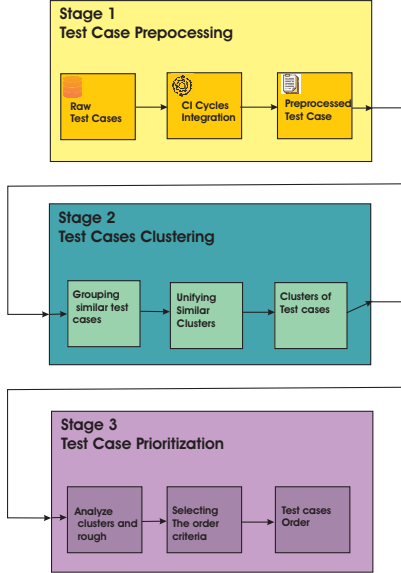 Stage 1
Test Case Prepocessing
Raw
Test Cases
CI Cycles
Integration
Preprocessed
Test Case
Stage 2
Test Cases Clustering
Grouping
similar test
cases
Unifying
Similar
Clusters
Clusters of
Test cases
Stage 3
Test Case Prioritization
Analyze
clusters and
rough
Selecting
The order
criteria
Test cases
Order